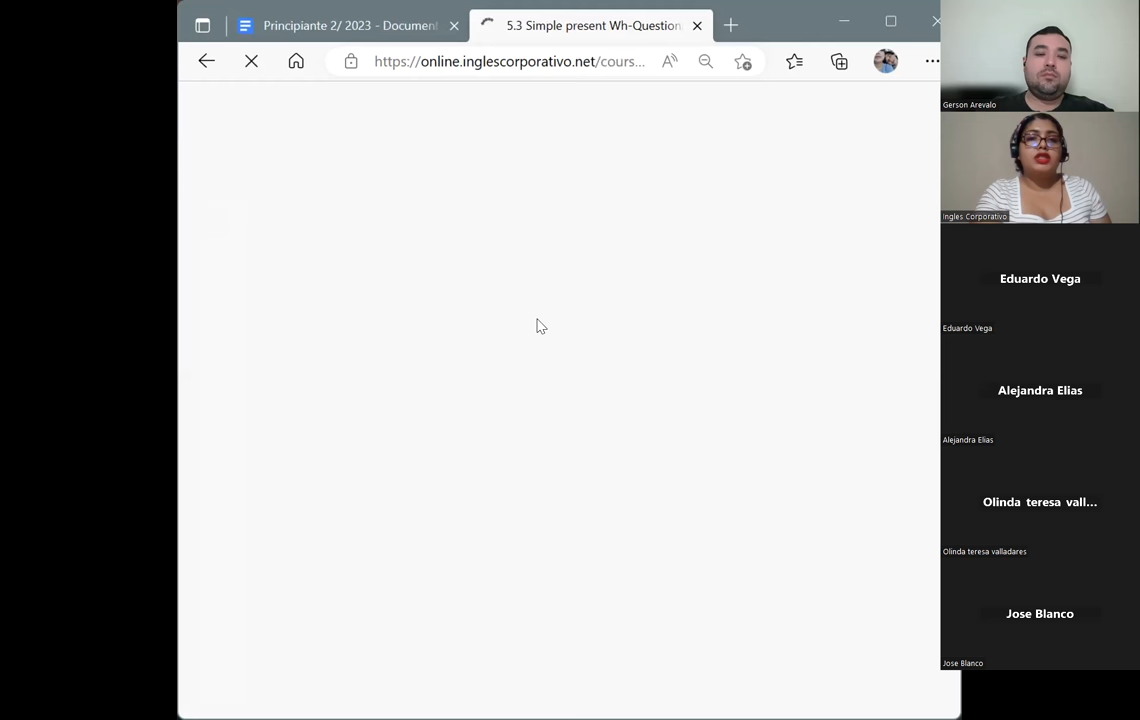 Principiante 2/ 2023 - Document
5.3 Simple present Wh-Question
https://online.inglescorporativo.net/cours...
Gerson Arevalo
Ingles Corporativo
Eduardo Vega
Eduardo Vega
Alejandra Elias
Alejandra Elias
Olinda teresa vall...
Olinda teresa valladares
Jose Blanco
Jose Blanco